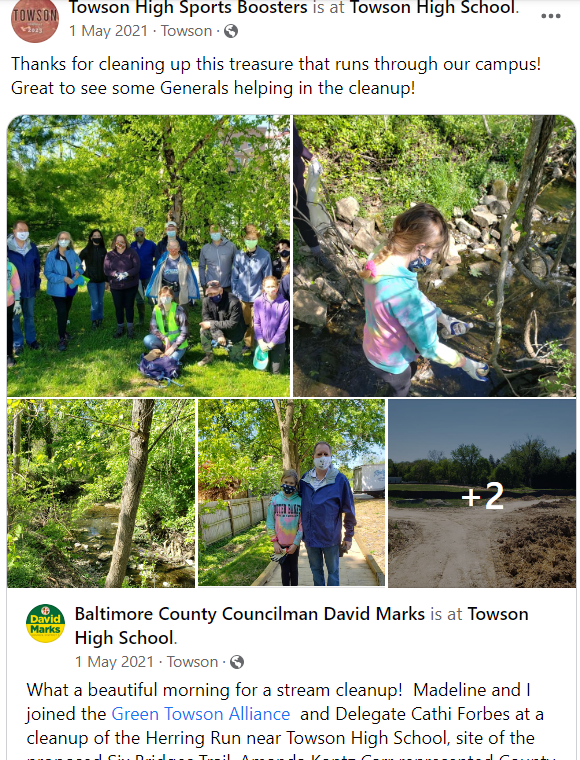 TOWSON
Towson High Sports Boosters is at Towson High School.
1 May 2021 · Towson ·
Thanks for cleaning up this treasure that runs through our campus!
Great to see some Generals helping in the cleanup!
+2
David
Marks
Baltimore County Councilman David Marks is at Towson
High School.
1 May 2021 · Towson ·
What a beautiful morning for a stream cleanup! Madeline and I
joined the Green Towson Alliance and Delegate Cathi Forbes at a
cleanup of the Herring Run near Towson High School, site of the
proposed Six Bridges Trail. Amanda Kontz Carr represented County